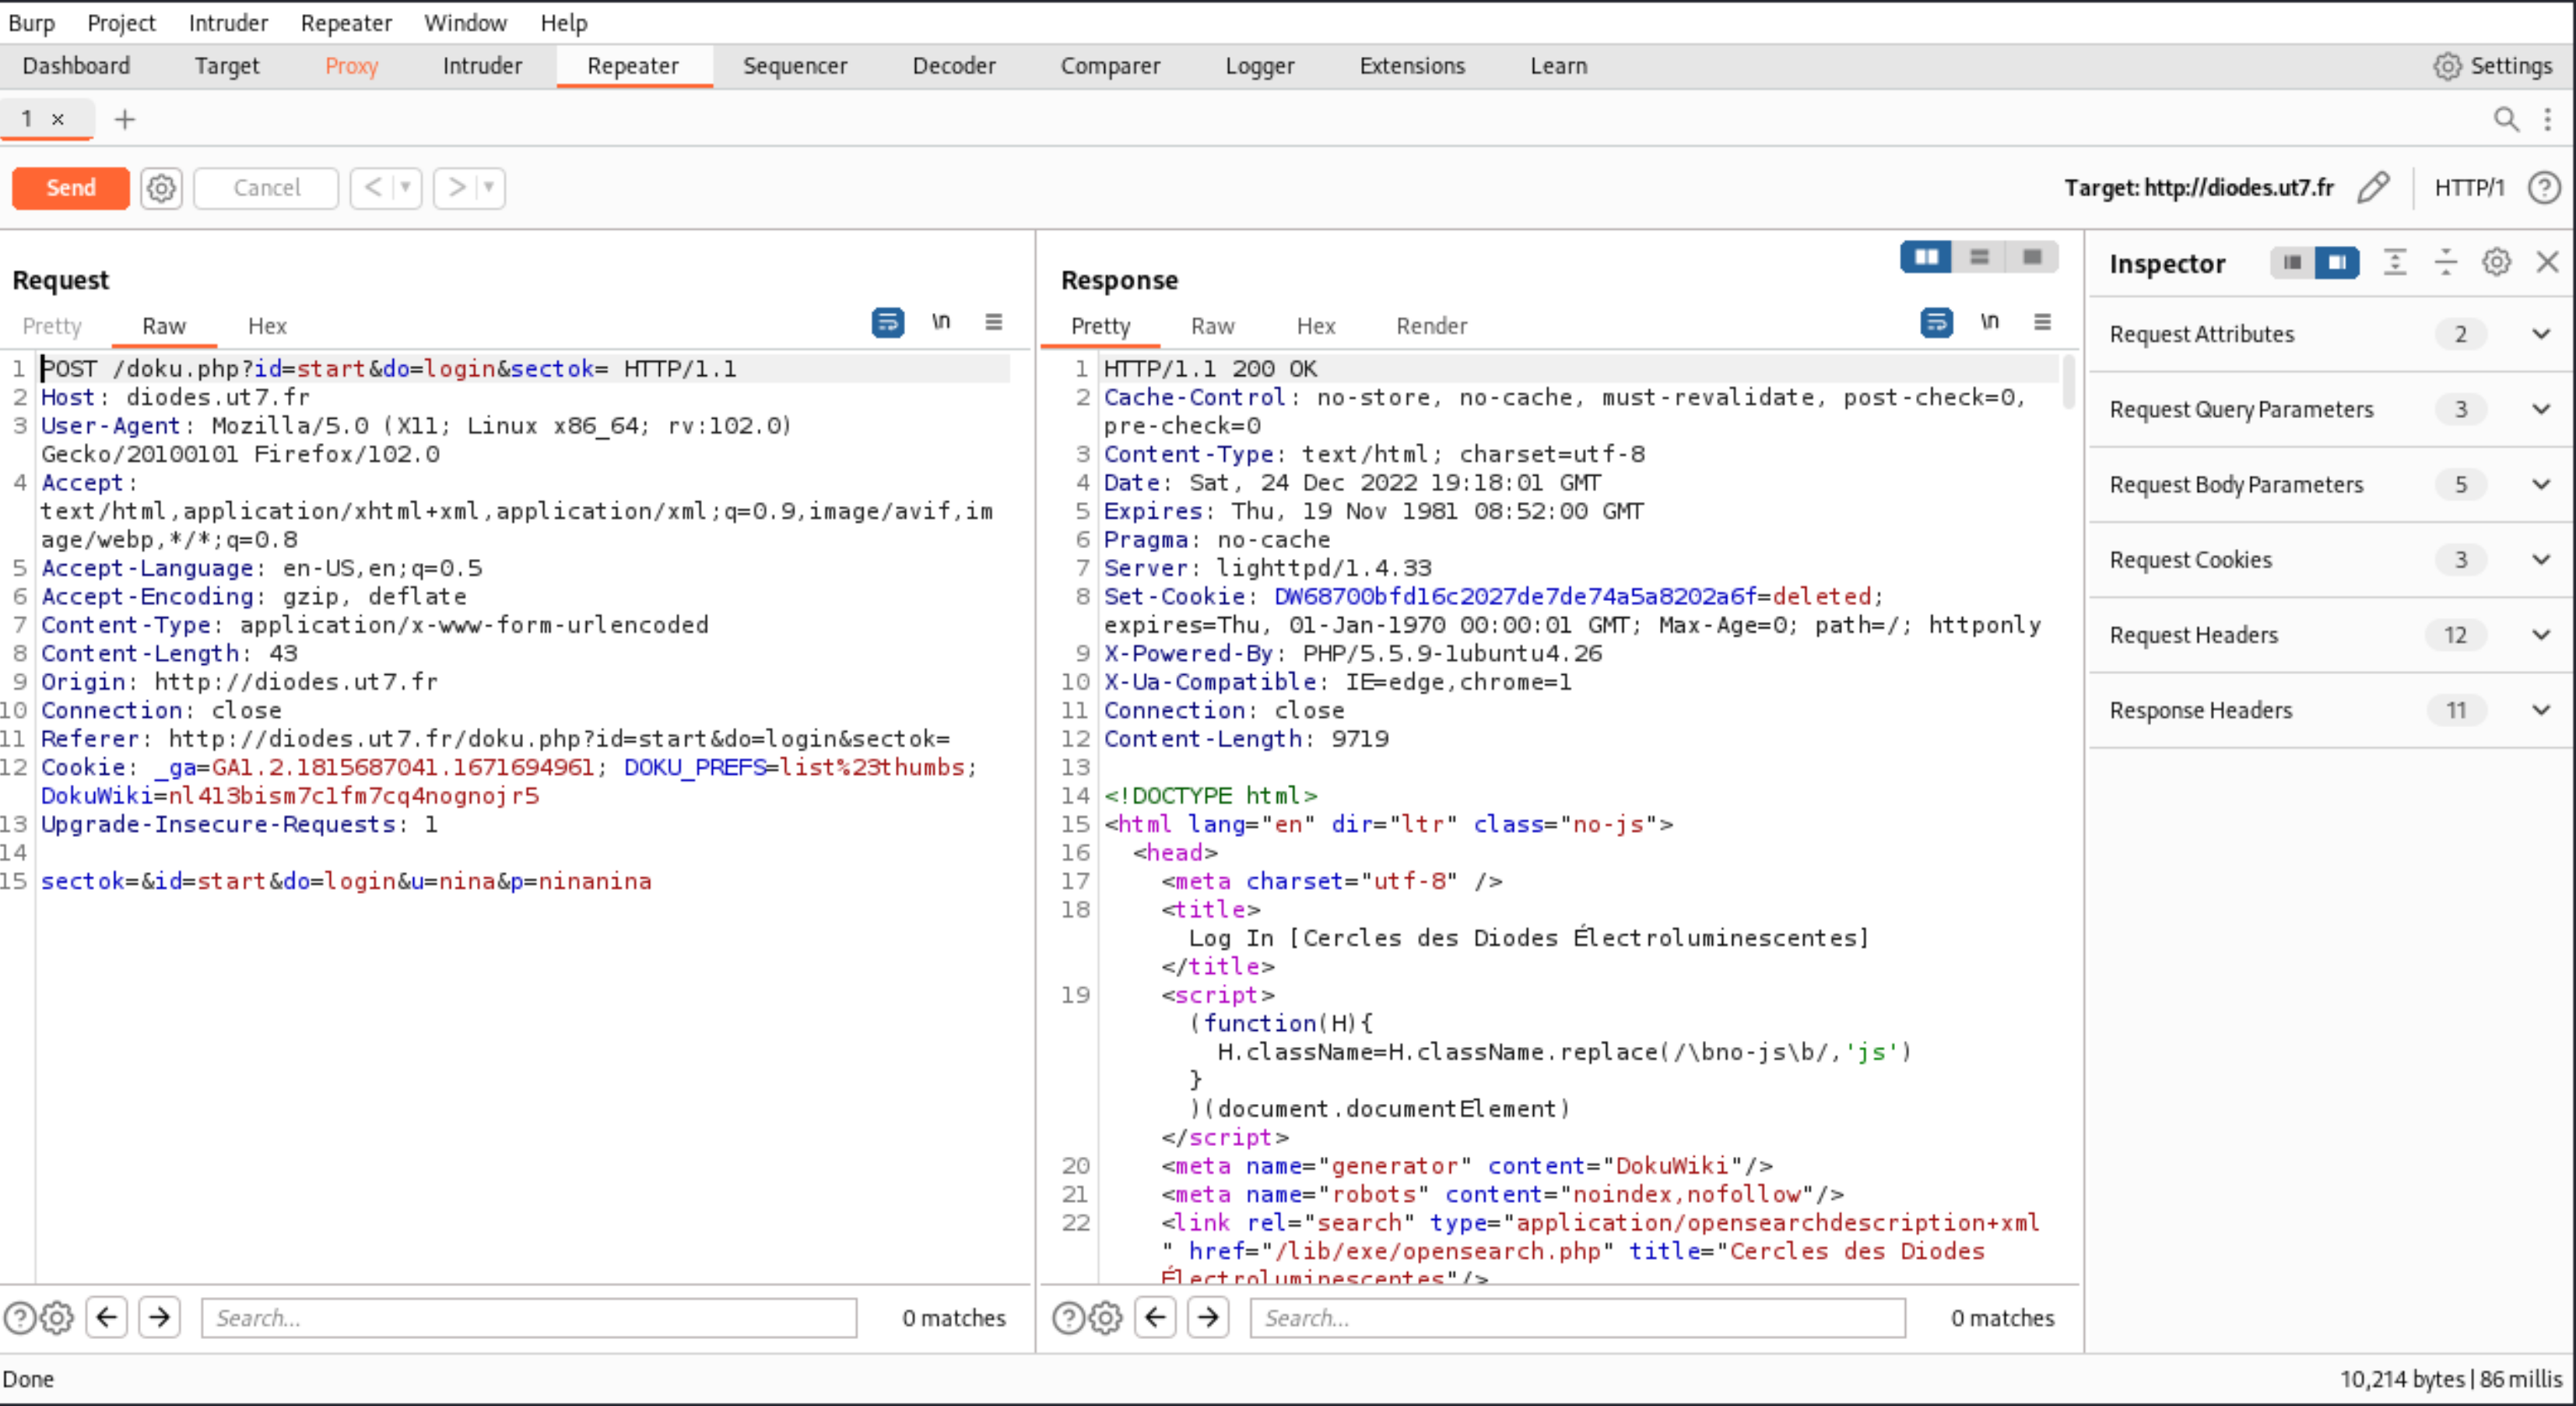 Burp Project Intruder Repeater Window Help
Dashboard Target Proxy Intruder Repeater Sequencer Decoder Comparer Logger Extensions Learn Settings
1 × +
Send Cancel < > Target: http://diodes.ut7.fr HTTP/1
Request
Pretty Raw Hex \n
1 POST /doku.php?id=start&do=login&sectok= HTTP/1.1
2 Host: diodes.ut7.fr
3 User-Agent: Mozilla/5.0 (X11; Linux x86_64; rv:102.0)
Gecko/20100101 Firefox/102.0
4 Accept:
text/html,application/xhtml+xml,application/xml;q=0.9,image/avif,im
age/webp,*/*;q=0.8
5 Accept-Language: en-US,en;q=0.5
6 Accept-Encoding: gzip, deflate
7 Content-Type: application/x-www-form-urlencoded
8 Content-Length: 43
9 Origin: http://diodes.ut7.fr
10 Connection: close
11 Referer: http://diodes.ut7.fr/doku.php?id=start&do=login&sectok=
12 Cookie: _ga=GA1.2.1815687041.1671694961; DOKU_PREFS=list%23thumbs;
DokuWiki=nl413bism7c1fm7cq4nognojr5
13 Upgrade-Insecure-Requests: 1
14
15 sectok=&id=start&do=login&u=nina&p=ninanina
Search... 0 matches
Response
Pretty Raw Hex Render \n
1 HTTP/1.1 200 OK
2 Cache-Control: no-store, no-cache, must-revalidate, post-check=0,
pre-check=0
3 Content-Type: text/html; charset=utf-8
4 Date: Sat, 24 Dec 2022 19:18:01 GMT
5 Expires: Thu, 19 Nov 1981 08:52:00 GMT
6 Pragma: no-cache
7 Server: lighttpd/1.4.33
8 Set-Cookie: DW68700bfd16c2027de7de74a5a8202a6f=deleted;
expires=Thu, 01-Jan-1970 00:00:01 GMT; Max-Age=0; path=/; httponly
9 X-Powered-By: PHP/5.5.9-1ubuntu4.26
10 X-Ua-Compatible: IE=edge,chrome=1
11 Connection: close
12 Content-Length: 9719
13
14 <!DOCTYPE html>
15 <html lang="en" dir="ltr" class="no-js">
16 <head>
17 <meta charset="utf-8" />
18 <title>
Log In [Cercles des Diodes Électroluminescentes]
</title>
19 <script>
(function(H){
H.className=H.className.replace(/\bno-js\b/,'js')
}
)(document.documentElement)
</script>
20 <meta name="generator" content="DokuWiki"/>
21 <meta name="robots" content="noindex,nofollow"/>
22 <link rel="search" type="application/opensearchdescription+xml
" href="/lib/exe/opensearch.php" title="Cercles des Diodes
Électroluminescentes"/>
Search... 0 matches
Inspector
Request Attributes 2
Request Query Parameters 3
Request Body Parameters 5
Request Cookies 3
Request Headers 12
Response Headers 11
Done 10,214 bytes | 86 millis